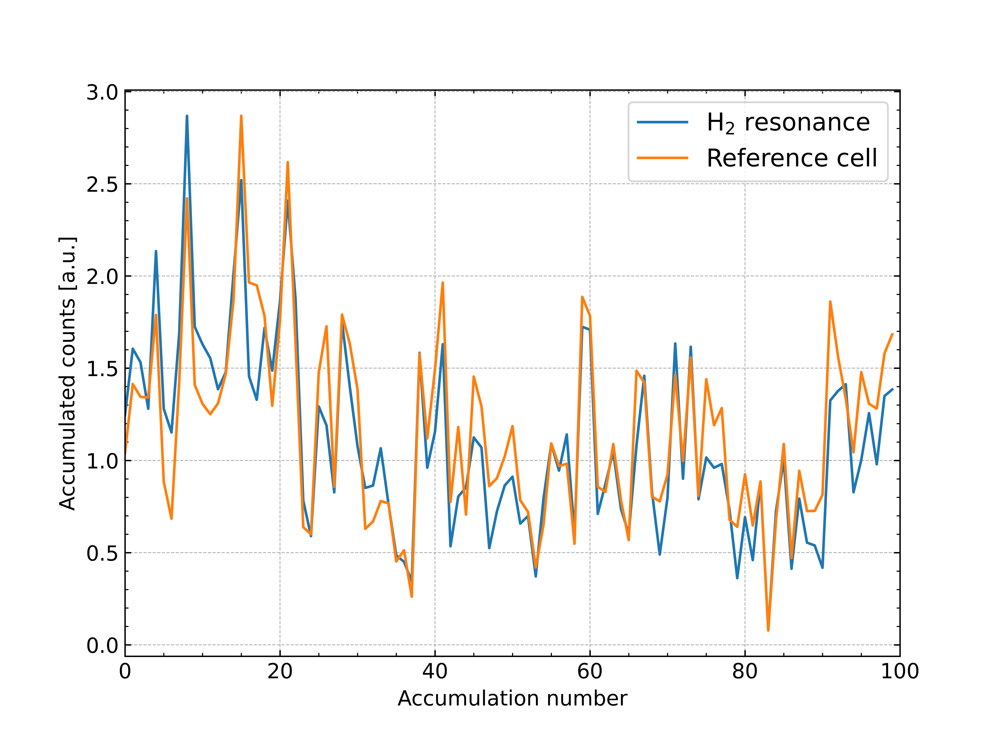 3.0
2.5
2.0
1.5
1.0
0.5
0.0
0 20 40 60 80 100
Accumulation number
Accumulated counts [a.u.]
H₂ resonance
Reference cell